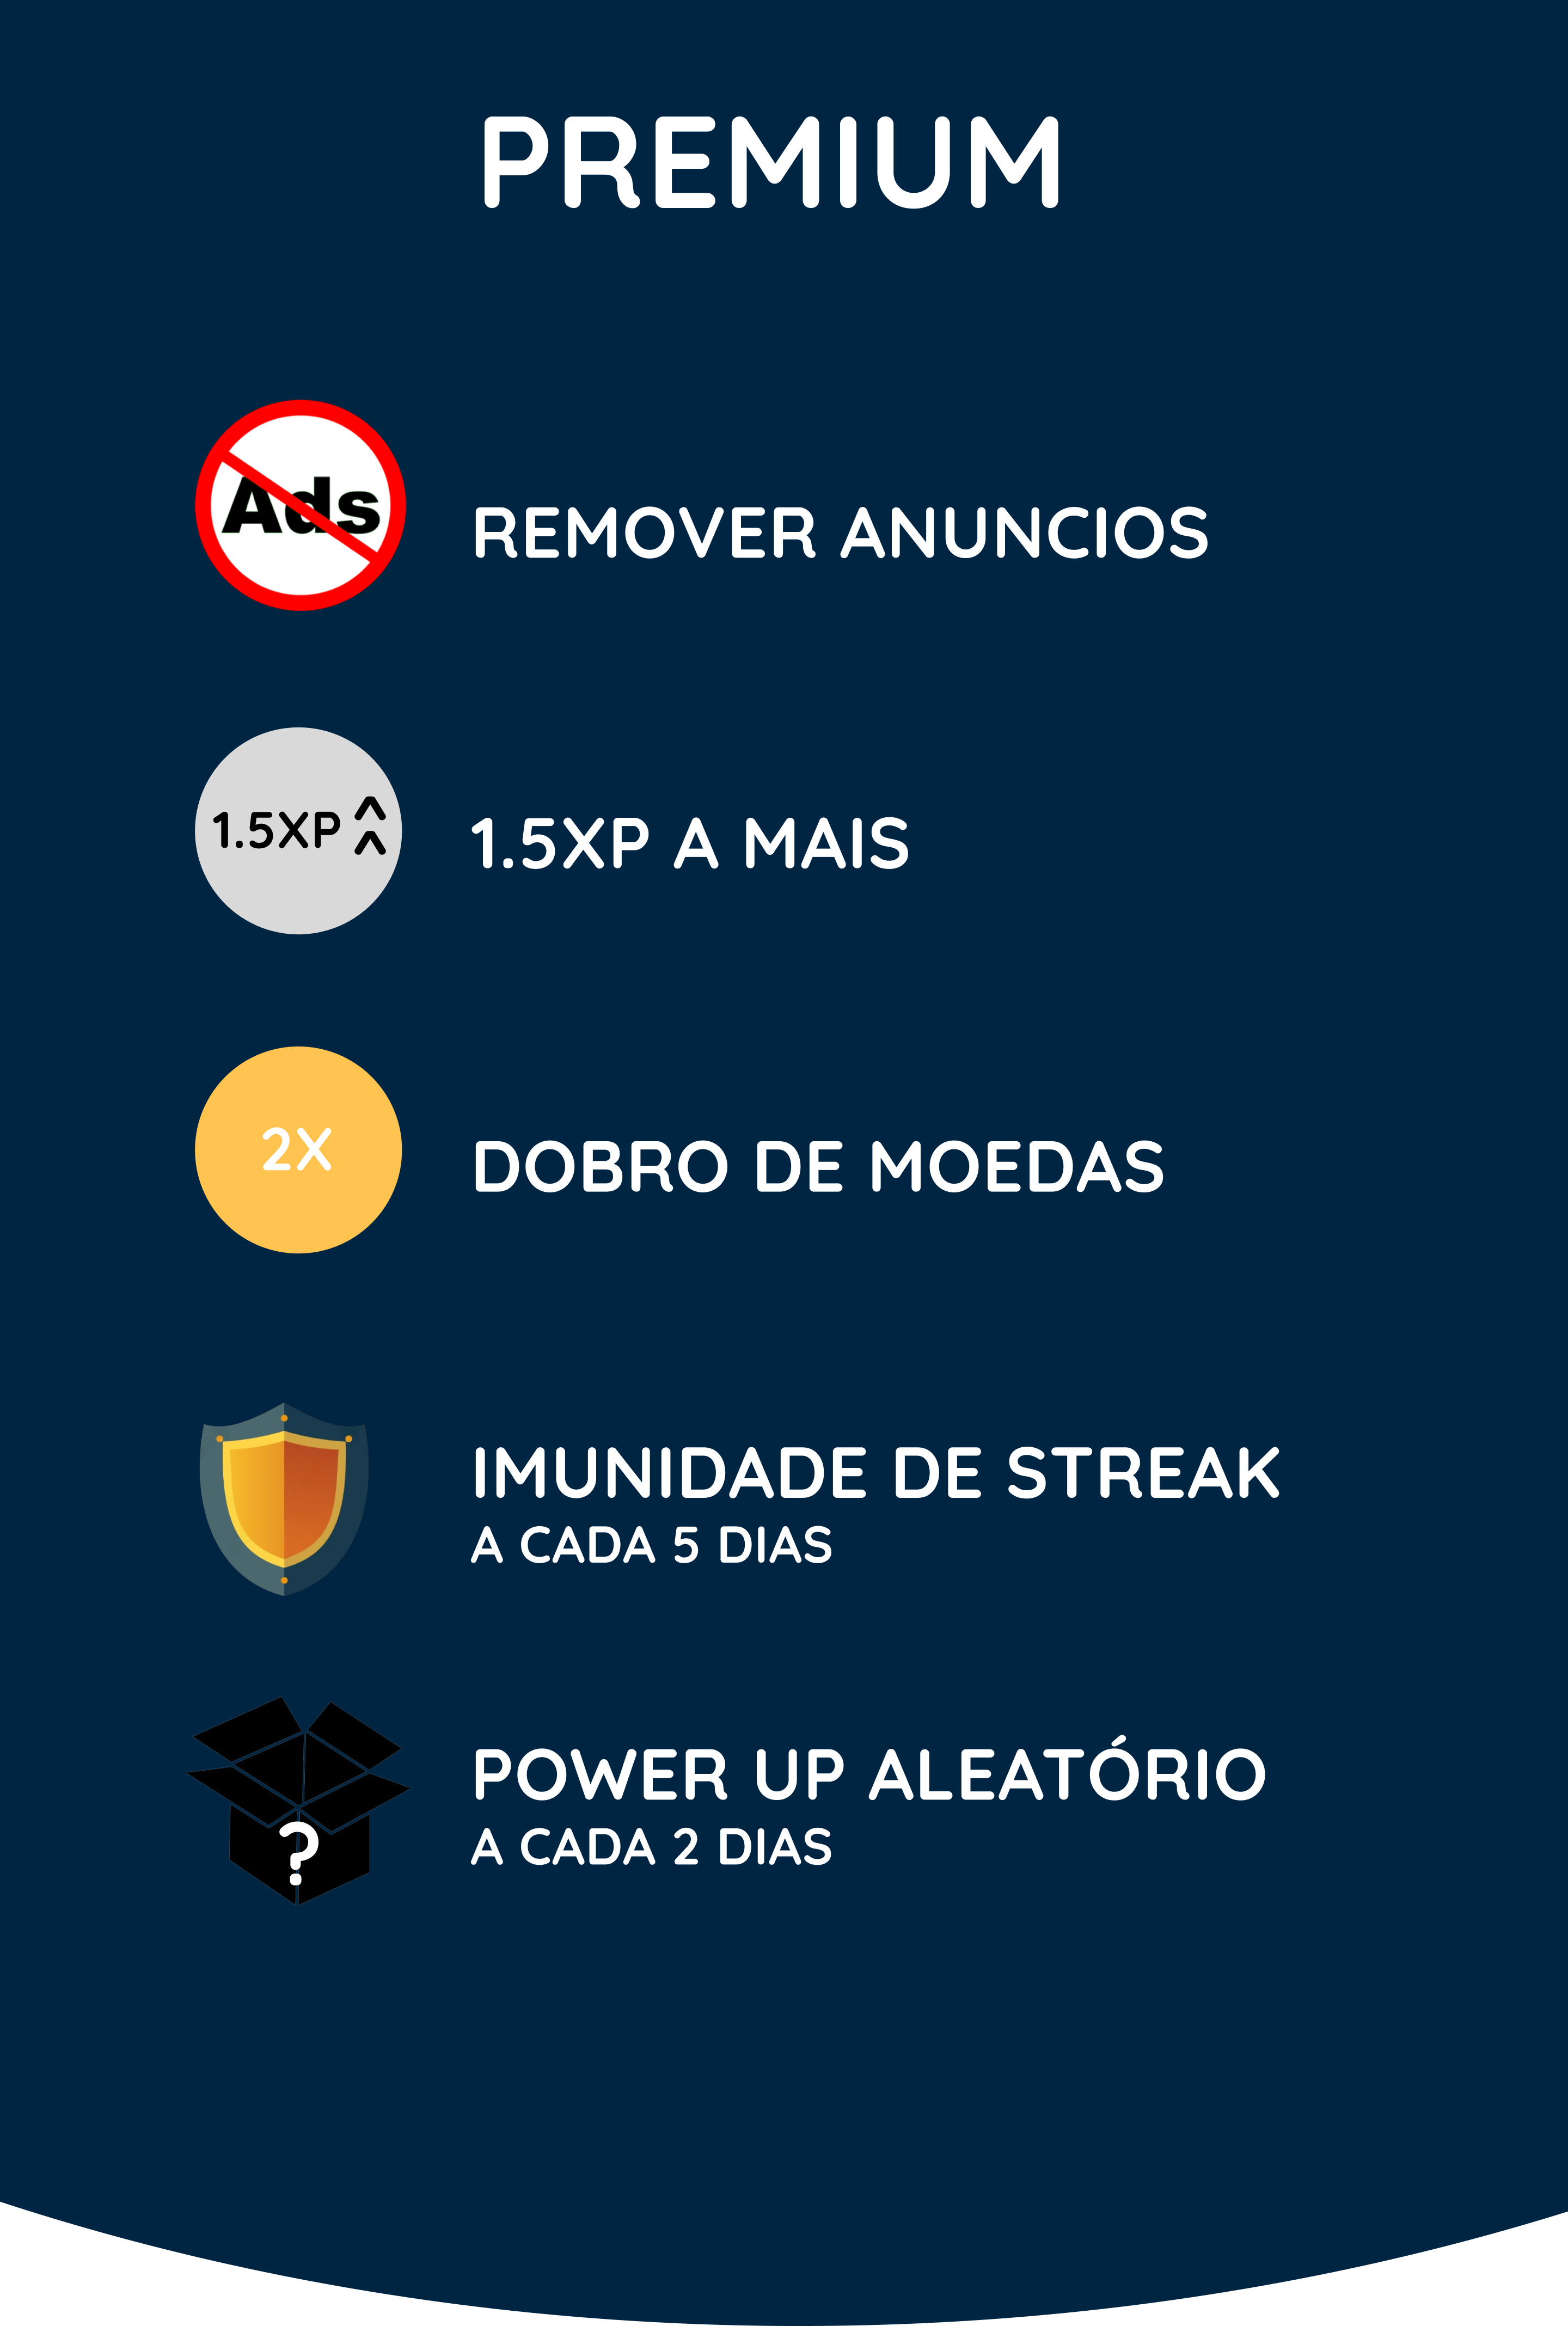 PREMIUM
Ads
REMOVER ANUNCIOS
1.5XP
1.5XP A MAIS
2X
DOBRO DE MOEDAS
IMUNIDADE DE STREAK
A CADA 5 DIAS
POWER UP ALEATÓRIO
?
A CADA 2 DIAS